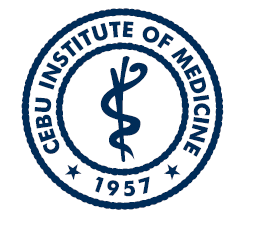 CEBU INSTITUTE OF MEDICINE
1957